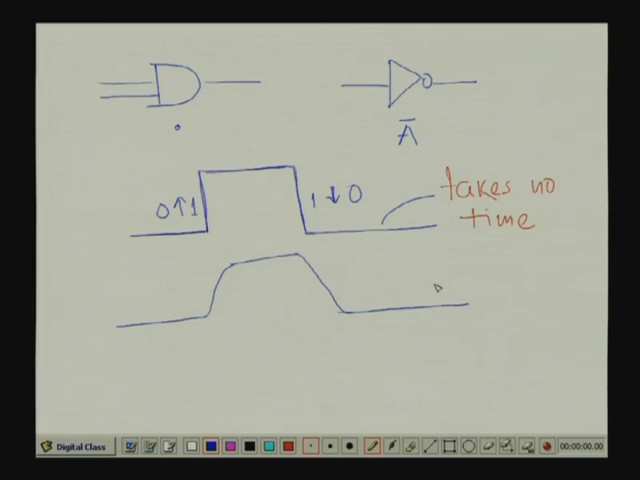 .
A̅
0↑1
1↓0
takes no
time
Digital Class
00:00:00.00